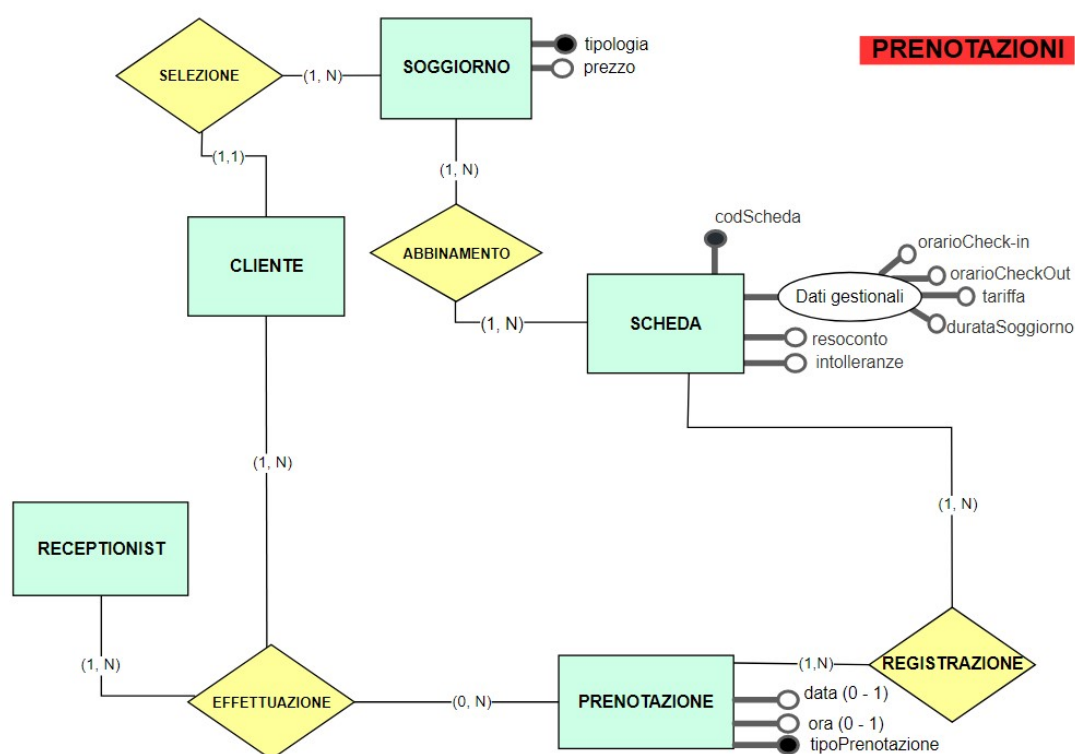 PRENOTAZIONI
tipologia
SOGGIORNO
prezzo
SELEZIONE
(1, N)
(1,1)
(1, N)
codScheda
CLIENTE
ABBINAMENTO
orarioCheck-in
orarioCheckOut
Dati gestionali
tariffa
(1, N)
SCHEDA
durataSoggiorno
resoconto
intolleranze
(1, N)
(1, N)
RECEPTIONIST
(1, N)
(1,N)
REGISTRAZIONE
EFFETTUAZIONE
(0, N)
PRENOTAZIONE
data (0 - 1)
ora (0 - 1)
tipoPrenotazione